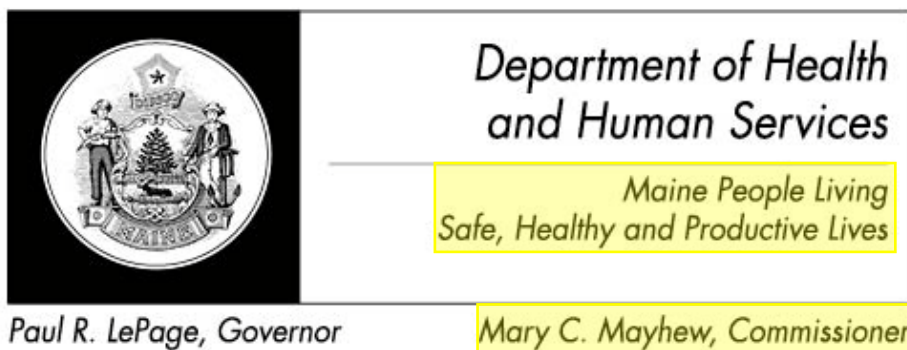 Department of Health
and Human Services
Maine People Living
Safe, Healthy and Productive Lives
DIRIGO
MAINE
Paul R. LePage, Governor
Mary C. Mayhew, Commissioner